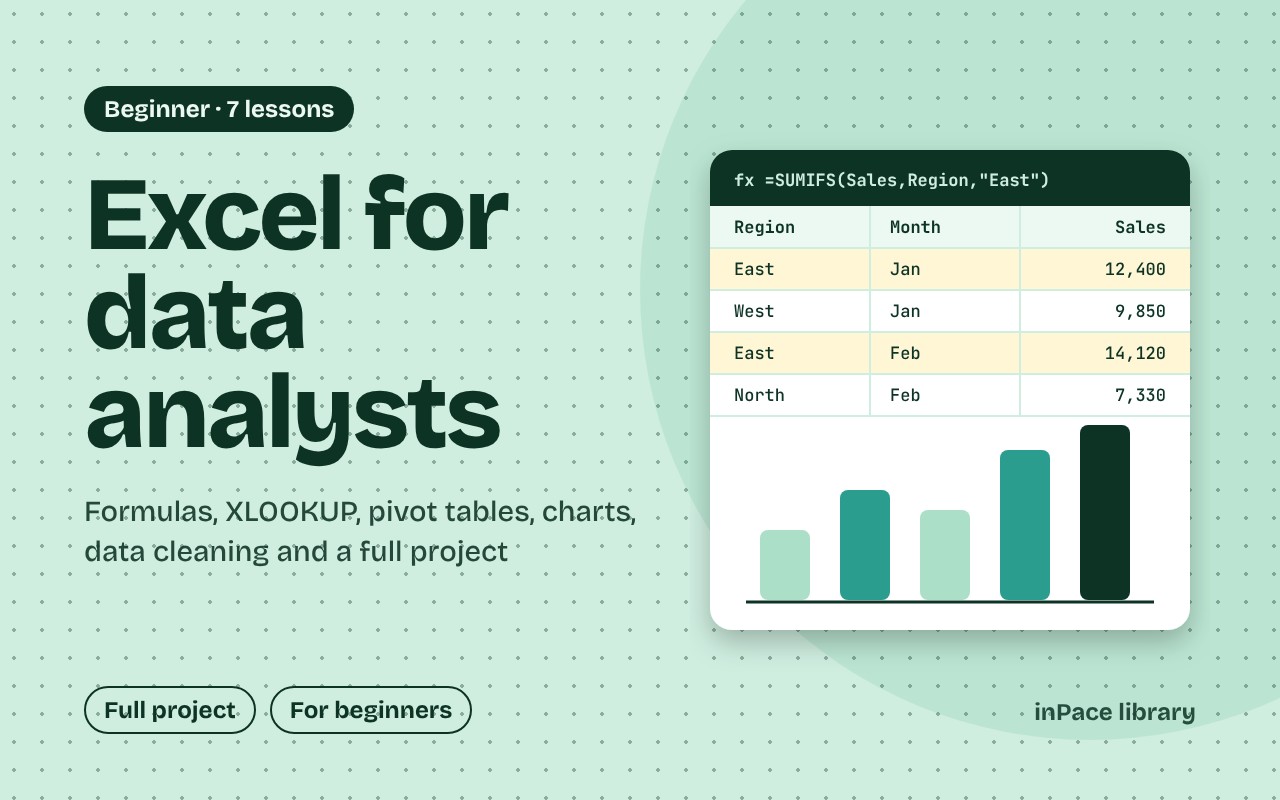 Beginner · 7 lessons
Excel for
data
analysts
Formulas, XLOOKUP, pivot tables, charts,
data cleaning and a full project
Full project
For beginners
fx =SUMIFS(Sales,Region,"East")
Region Month Sales
East Jan 12,400
West Jan 9,850
East Feb 14,120
North Feb 7,330
inPace library